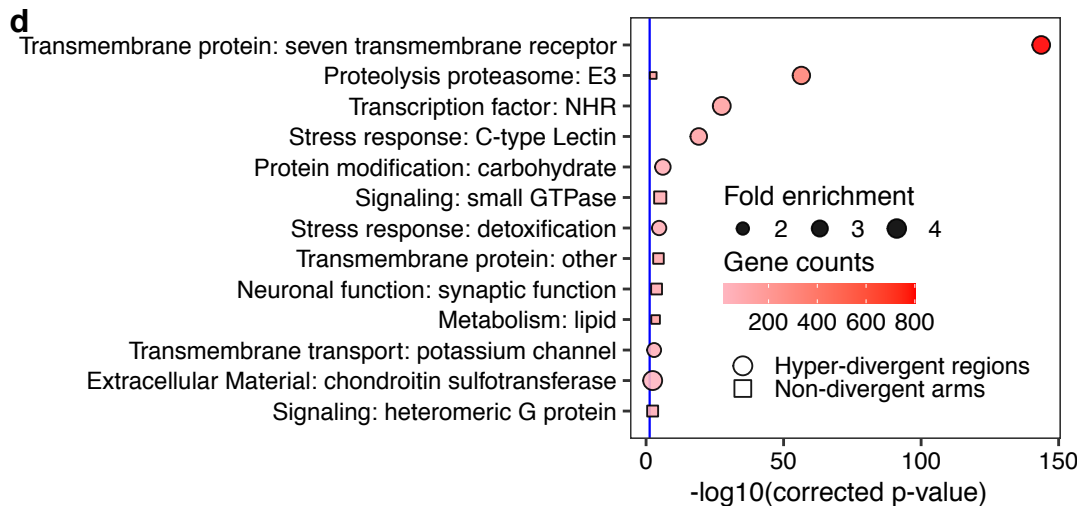 d
Transmembrane protein: seven transmembrane receptor
Proteolysis proteasome: E3
Transcription factor: NHR
Stress response: C-type Lectin
Protein modification: carbohydrate
Signaling: small GTPase
Stress response: detoxification
Transmembrane protein: other
Neuronal function: synaptic function
Metabolism: lipid
Transmembrane transport: potassium channel
Extracellular Material: chondroitin sulfotransferase
Signaling: heteromeric G protein
Fold enrichment
2 3 4
Gene counts
200 400 600 800
Hyper-divergent regions
Non-divergent arms
0 50 100 150
-log10(corrected p-value)